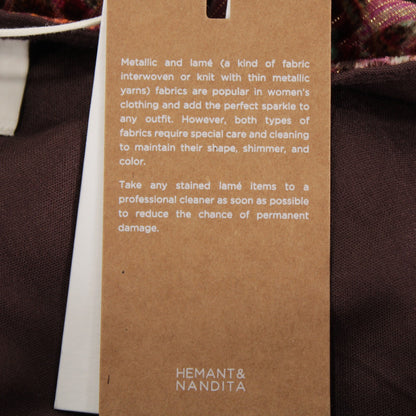 Metallic and lamé (a kind of fabric
interwoven or knit with thin metallic
yarns) fabrics are popular in women's
clothing and add the perfect sparkle to
any outfit. However, both types of
fabrics require special care and cleaning
to maintain their shape, shimmer, and
color.
Take any stained lamé items to a
professional cleaner as soon as possible
to reduce the chance of permanent
damage.
HEMANT&
NANDITA